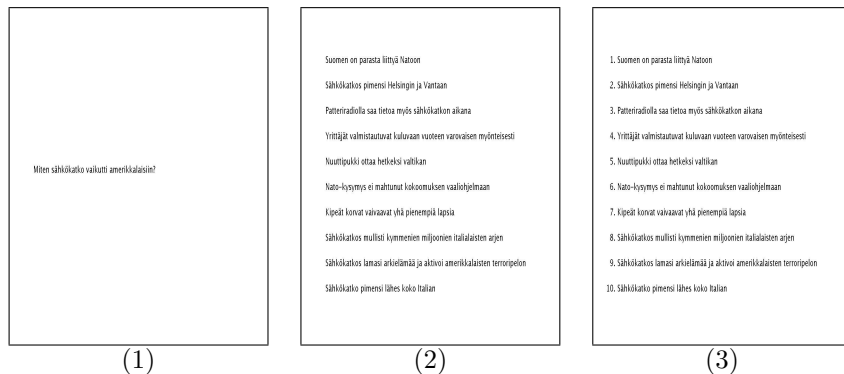 Miten sähkökatko vaikutti amerikkalaisiin?
(1)
Suomen on parasta liittyä Natoon
Sähkökatkos pimensi Helsingin ja Vantaan
Patteriradiolla saa tietoa myös sähkökatkon aikana
Yrittäjät valmistautuvat kuluvaan vuoteen varovaisen myönteisesti
Nuuttipukki ottaa hetkeksi valtikan
Nato-kysymys ei mahtunut kokoomuksen vaaliohjelmaan
Kipeät korvat vaivaavat yhä pienempiä lapsia
Sähkökatkos mullisti kymmenien miljoonien italialaisten arjen
Sähkökatkos lamasi arkielämää ja aktivoi amerikkalaisten terroripelon
Sähkökatko pimensi lähes koko Italian
(2)
1. Suomen on parasta liittyä Natoon
2. Sähkökatkos pimensi Helsingin ja Vantaan
3. Patteriradiolla saa tietoa myös sähkökatkon aikana
4. Yrittäjät valmistautuvat kuluvaan vuoteen varovaisen myönteisesti
5. Nuuttipukki ottaa hetkeksi valtikan
6. Nato-kysymys ei mahtunut kokoomuksen vaaliohjelmaan
7. Kipeät korvat vaivaavat yhä pienempiä lapsia
8. Sähkökatkos mullisti kymmenien miljoonien italialaisten arjen
9. Sähkökatkos lamasi arkielämää ja aktivoi amerikkalaisten terroripelon
10. Sähkökatko pimensi lähes koko Italian
(3)